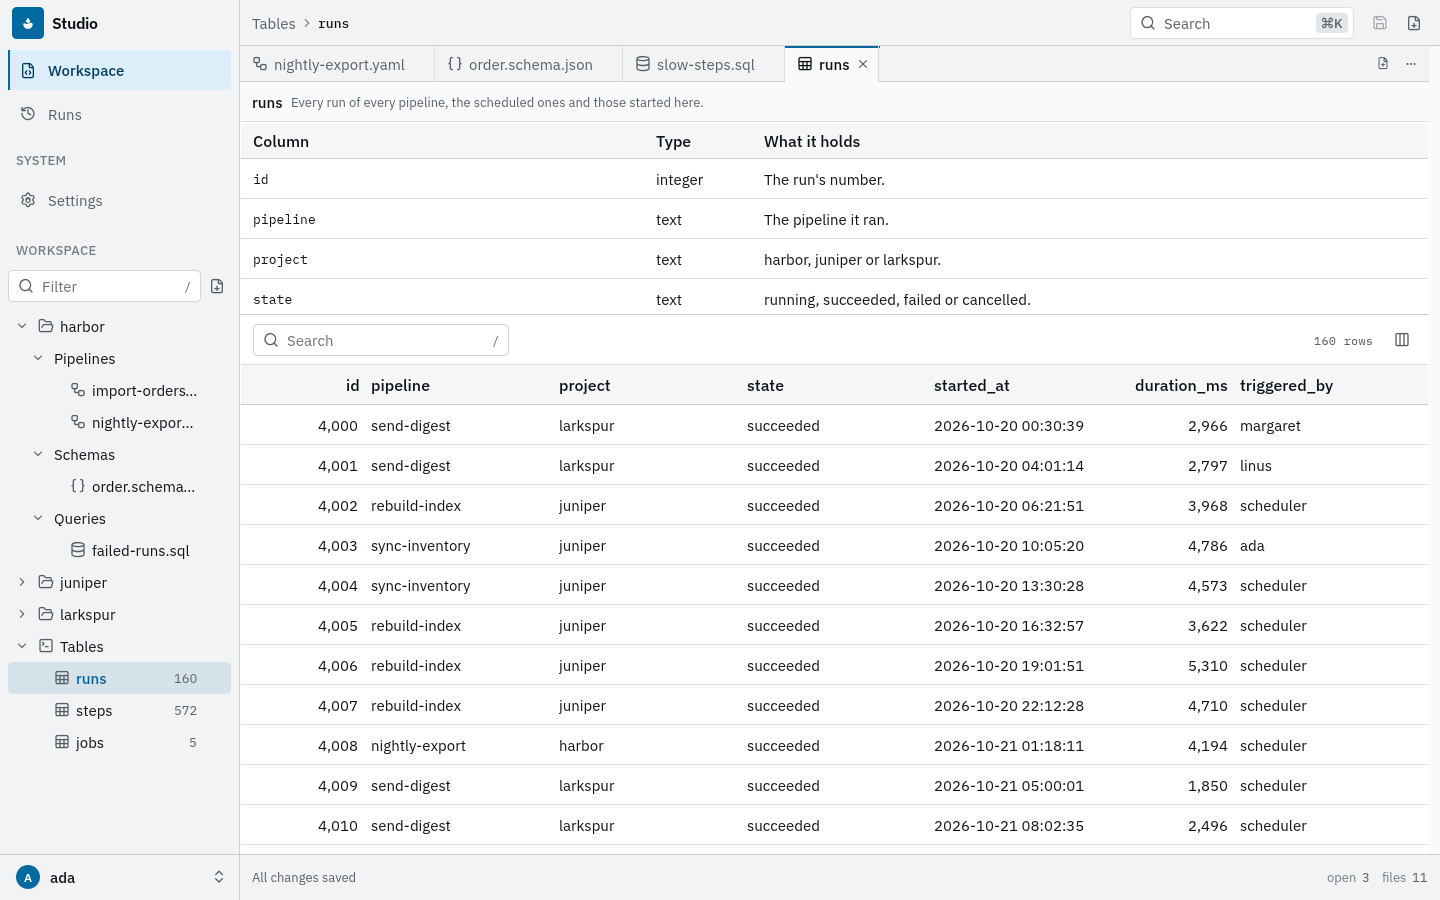 Studio
Tables > runs
Search ⌘K
Workspace
Runs
SYSTEM
Settings
WORKSPACE
Filter /
harbor
Pipelines
import-orders...
nightly-expor...
Schemas
order.schema...
Queries
failed-runs.sql
juniper
larkspur
Tables
runs 160
steps 572
jobs 5
A ada
nightly-export.yaml
order.schema.json
slow-steps.sql
runs
runs Every run of every pipeline, the scheduled ones and those started here.
Column Type What it holds
id integer The run's number.
pipeline text The pipeline it ran.
project text harbor, juniper or larkspur.
state text running, succeeded, failed or cancelled.
Search / 160 rows
id pipeline project state started_at duration_ms triggered_by
4,000 send-digest larkspur succeeded 2026-10-20 00:30:39 2,966 margaret
4,001 send-digest larkspur succeeded 2026-10-20 04:01:14 2,797 linus
4,002 rebuild-index juniper succeeded 2026-10-20 06:21:51 3,968 scheduler
4,003 sync-inventory juniper succeeded 2026-10-20 10:05:20 4,786 ada
4,004 sync-inventory juniper succeeded 2026-10-20 13:30:28 4,573 scheduler
4,005 rebuild-index juniper succeeded 2026-10-20 16:32:57 3,622 scheduler
4,006 rebuild-index juniper succeeded 2026-10-20 19:01:51 5,310 scheduler
4,007 rebuild-index juniper succeeded 2026-10-20 22:12:28 4,710 scheduler
4,008 nightly-export harbor succeeded 2026-10-21 01:18:11 4,194 scheduler
4,009 send-digest larkspur succeeded 2026-10-21 05:00:01 1,850 scheduler
4,010 send-digest larkspur succeeded 2026-10-21 08:02:35 2,496 scheduler
All changes saved
open 3 files 11